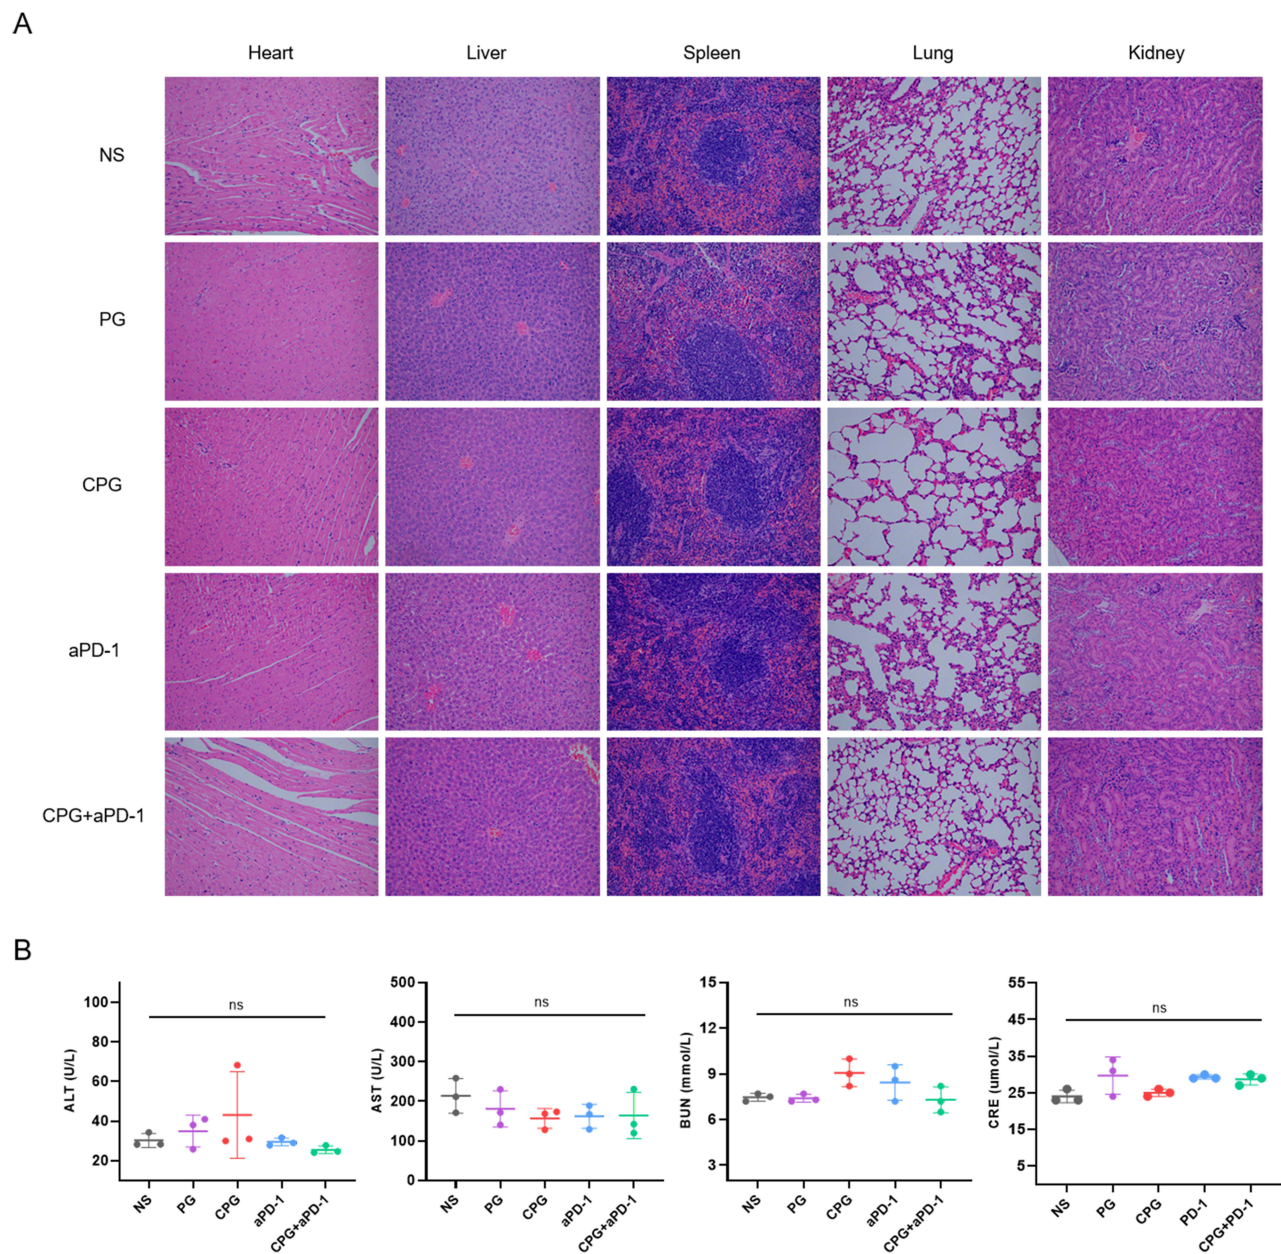 A
Heart Liver Spleen Lung Kidney
NS
PG
CPG
aPD-1
CPG+aPD-1
B
ALT (U/L)
100
80
60
40
20
ns
NS PG CPG aPD-1 CPG+aPD-1
AST (U/L)
500
400
300
200
100
0
ns
NS PG CPG aPD-1 CPG+aPD-1
BUN (mmol/L)
15
12
9
6
3
ns
NS PG CPG aPD-1 CPG+aPD-1
CRE (umol/L)
55
45
35
25
15
5
ns
NS PG CPG PD-1 CPG+PD-1